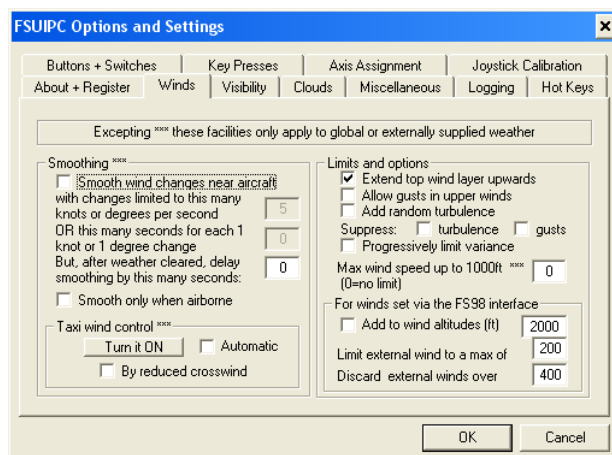 FSUIPC Options and Settings
Buttons + Switches Key Presses Axis Assignment Joystick Calibration
About + Register Winds Visibility Clouds Miscellaneous Logging Hot Keys
Excepting *** these facilities only apply to global or externally supplied weather
Smoothing ***
Smooth wind changes near aircraft
with changes limited to this many
knots or degrees per second 5
OR this many seconds for each 1
knot or 1 degree change 0
But, after weather cleared, delay
smoothing by this many seconds: 0
Smooth only when airborne
Taxi wind control ***
Turn it ON Automatic
By reduced crosswind
Limits and options
Extend top wind layer upwards
Allow gusts in upper winds
Add random turbulence
Suppress: turbulence gusts
Progressively limit variance
Max wind speed up to 1000ft *** 0
(0=no limit)
For winds set via the FS98 interface
Add to wind altitudes (ft) 2000
Limit external wind to a max of 200
Discard external winds over 400
OK Cancel